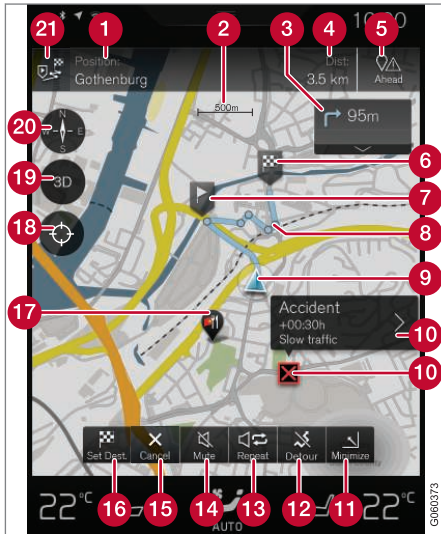 21
1
2
3
4
5
10:00
Position:
Gothenburg
Dist:
3.5 km
Ahead
500m
95m
20
N
W
E
S
6
19
3D
7
18
8
9
17
Accident
+00:30h
Slow traffic
10
10
Set Dest.
Cancel
Mute
Repeat
Detour
Minimize
16
15
14
13
12
11
22°C
AUTO
22°C
G060373